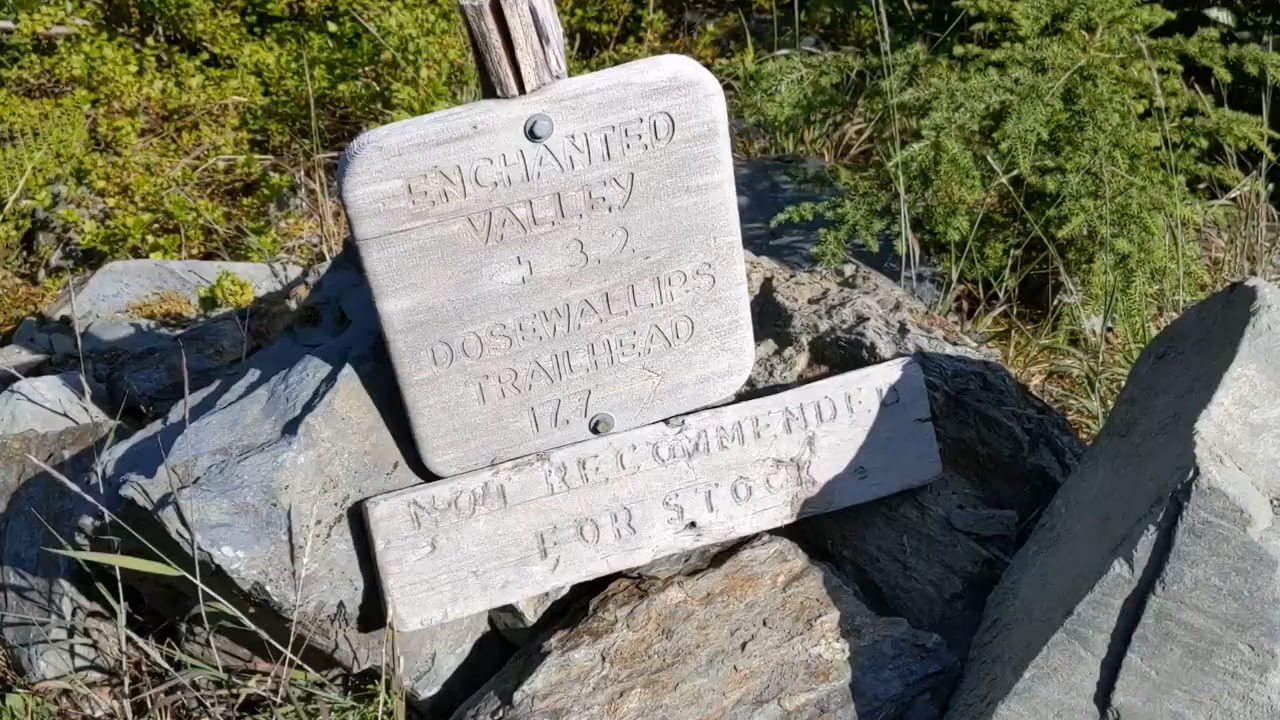 ENCHANTED
VALLEY
← 3.2
DOSEWALLIPS
TRAILHEAD
17.7 →
NOT RECOMMENDED
FOR STOCK